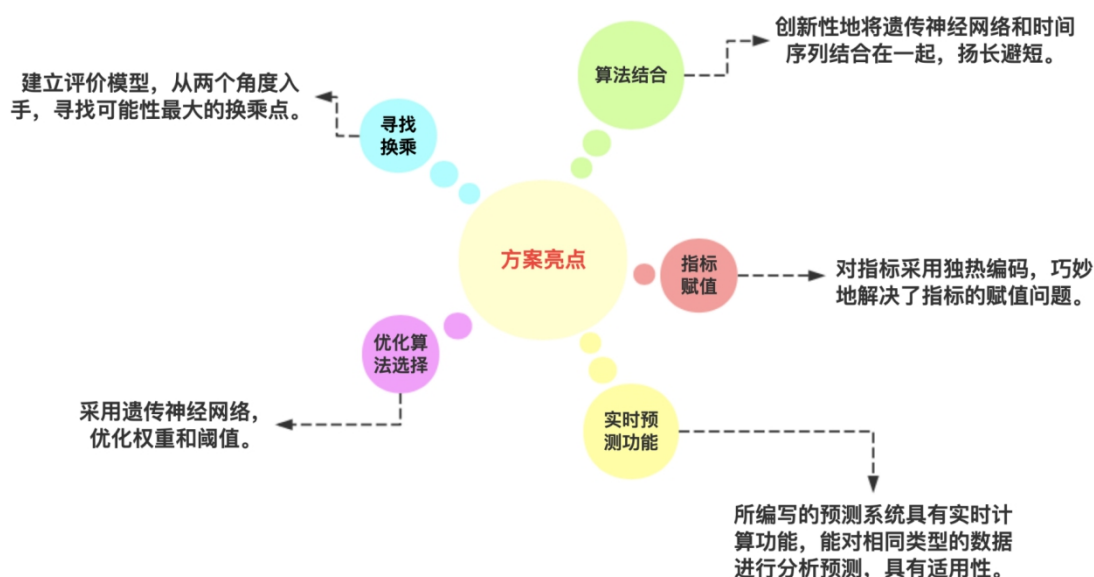 创新性地将遗传神经网络和时间
序列结合在一起，扬长避短。
算法结合
建立评价模型，从两个角度入
手，寻找可能性最大的换乘点。
寻找
换乘
方案亮点
指标
赋值
对指标采用独热编码，巧妙
地解决了指标的赋值问题。
优化算
法选择
采用遗传神经网络，
优化权重和阈值。
实时预
测功能
所编写的预测系统具有实时计
算功能，能对相同类型的数据
进行分析预测，具有适用性。